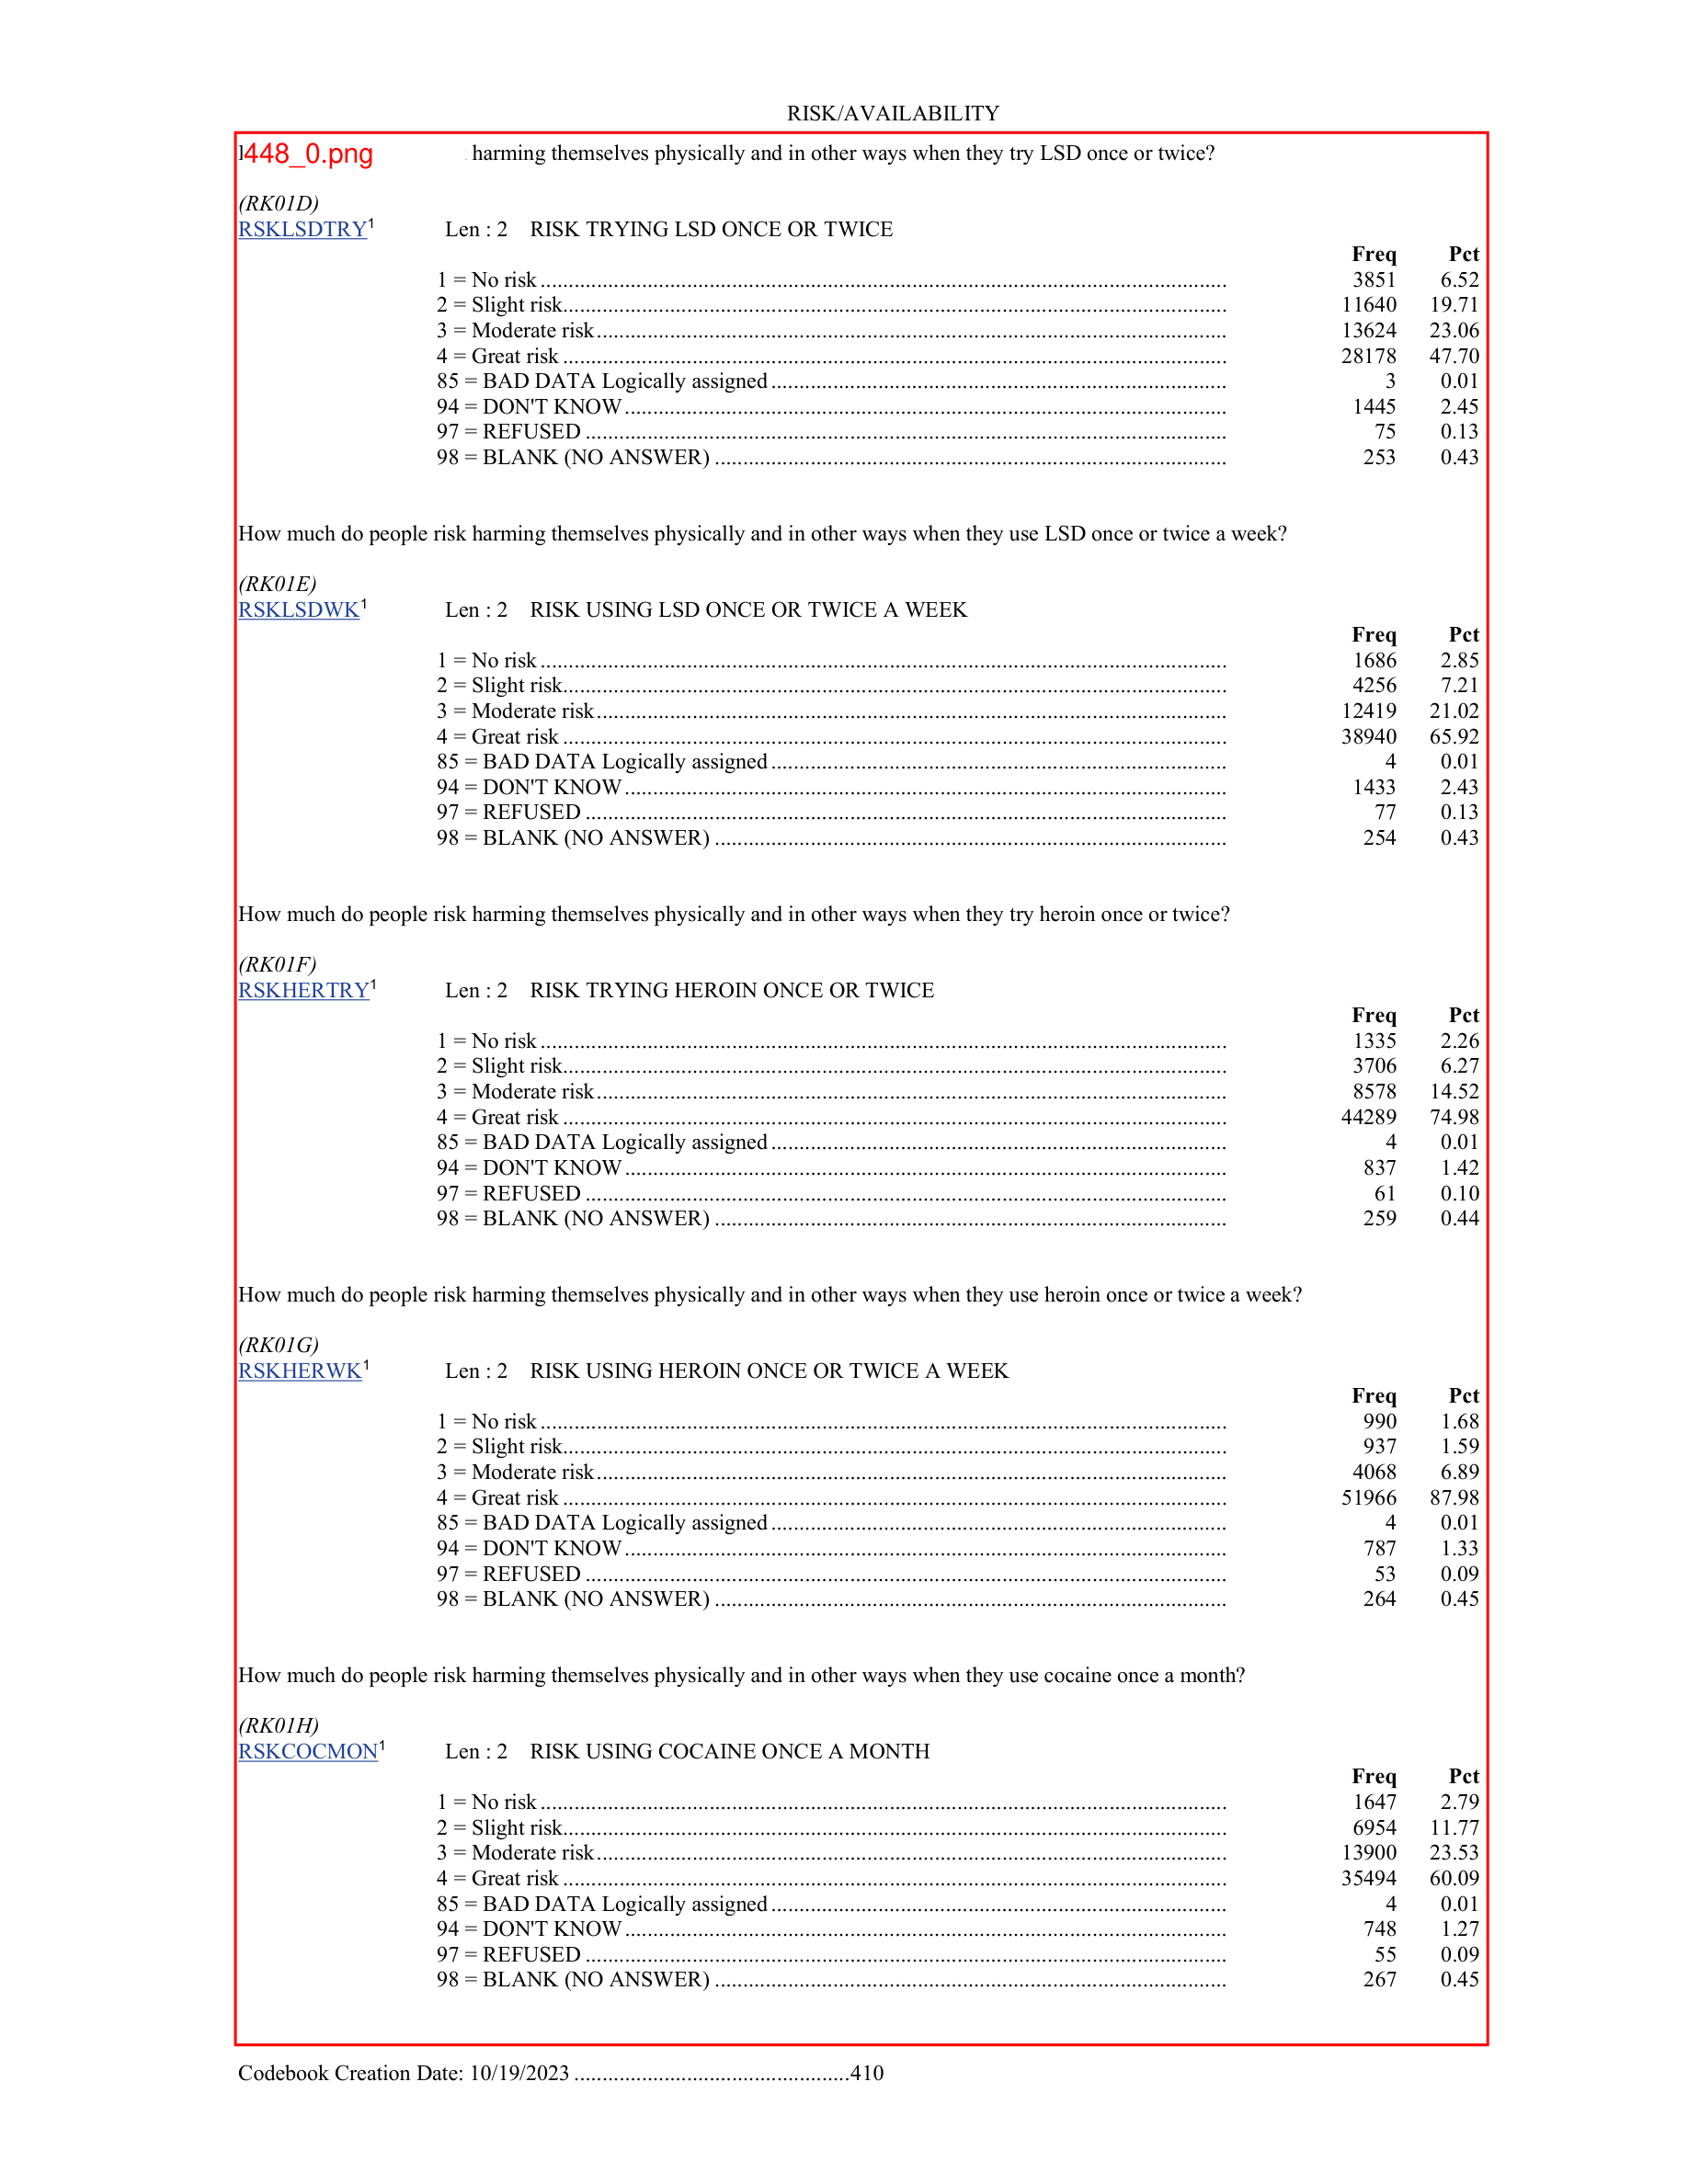 RISK/AVAILABILITY
448_0.png harming themselves physically and in other ways when they try LSD once or twice?
(RK01D)
RSKLSDTRY1 Len : 2 RISK TRYING LSD ONCE OR TWICE
Freq Pct
1 = No risk 3851 6.52
2 = Slight risk 11640 19.71
3 = Moderate risk 13624 23.06
4 = Great risk 28178 47.70
85 = BAD DATA Logically assigned 3 0.01
94 = DON'T KNOW 1445 2.45
97 = REFUSED 75 0.13
98 = BLANK (NO ANSWER) 253 0.43
How much do people risk harming themselves physically and in other ways when they use LSD once or twice a week?
(RK01E)
RSKLSDWK1 Len : 2 RISK USING LSD ONCE OR TWICE A WEEK
Freq Pct
1 = No risk 1686 2.85
2 = Slight risk 4256 7.21
3 = Moderate risk 12419 21.02
4 = Great risk 38940 65.92
85 = BAD DATA Logically assigned 4 0.01
94 = DON'T KNOW 1433 2.43
97 = REFUSED 77 0.13
98 = BLANK (NO ANSWER) 254 0.43
How much do people risk harming themselves physically and in other ways when they try heroin once or twice?
(RK01F)
RSKHERTRY1 Len : 2 RISK TRYING HEROIN ONCE OR TWICE
Freq Pct
1 = No risk 1335 2.26
2 = Slight risk 3706 6.27
3 = Moderate risk 8578 14.52
4 = Great risk 44289 74.98
85 = BAD DATA Logically assigned 4 0.01
94 = DON'T KNOW 837 1.42
97 = REFUSED 61 0.10
98 = BLANK (NO ANSWER) 259 0.44
How much do people risk harming themselves physically and in other ways when they use heroin once or twice a week?
(RK01G)
RSKHERWK1 Len : 2 RISK USING HEROIN ONCE OR TWICE A WEEK
Freq Pct
1 = No risk 990 1.68
2 = Slight risk 937 1.59
3 = Moderate risk 4068 6.89
4 = Great risk 51966 87.98
85 = BAD DATA Logically assigned 4 0.01
94 = DON'T KNOW 787 1.33
97 = REFUSED 53 0.09
98 = BLANK (NO ANSWER) 264 0.45
How much do people risk harming themselves physically and in other ways when they use cocaine once a month?
(RK01H)
RSKCOCMON1 Len : 2 RISK USING COCAINE ONCE A MONTH
Freq Pct
1 = No risk 1647 2.79
2 = Slight risk 6954 11.77
3 = Moderate risk 13900 23.53
4 = Great risk 35494 60.09
85 = BAD DATA Logically assigned 4 0.01
94 = DON'T KNOW 748 1.27
97 = REFUSED 55 0.09
98 = BLANK (NO ANSWER) 267 0.45
Codebook Creation Date: 10/19/2023 .................................................410